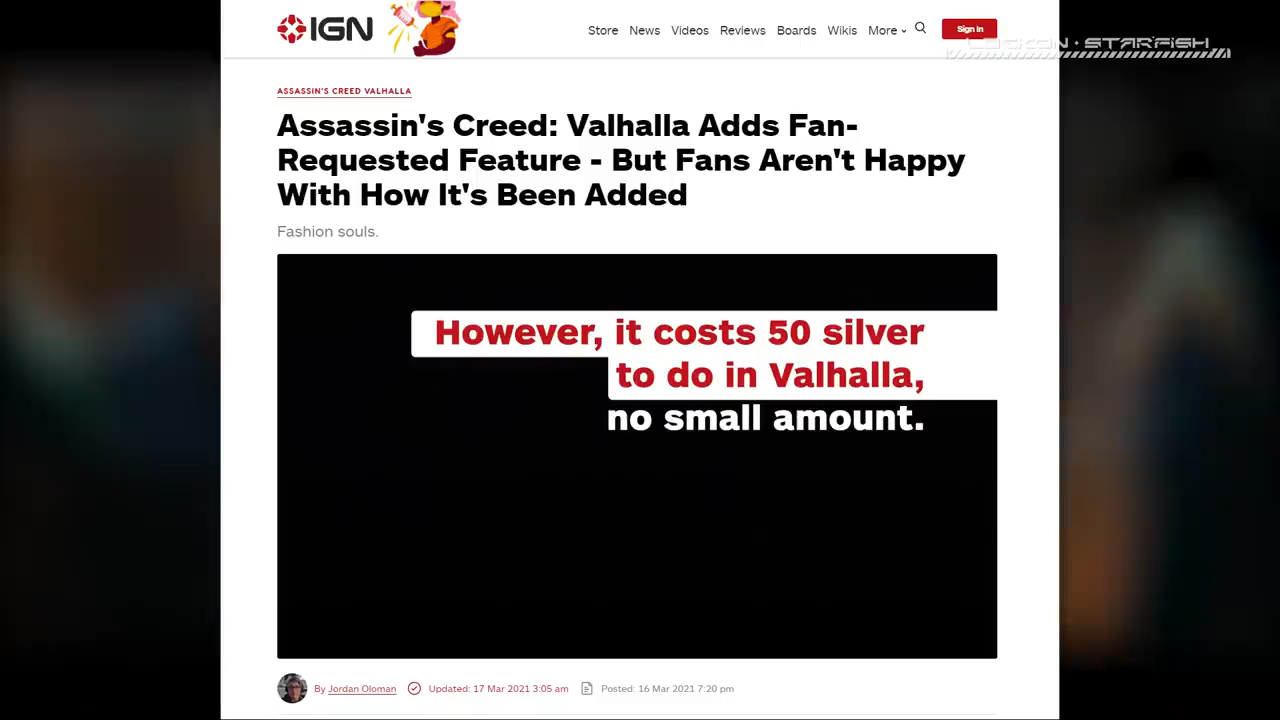 IGN
Store News Videos Reviews Boards Wikis More Sign In
LOCKON · STARFISH
ASSASSIN'S CREED VALHALLA
Assassin's Creed: Valhalla Adds Fan-
Requested Feature - But Fans Aren't Happy
With How It's Been Added
Fashion souls.
However, it costs 50 silver
to do in Valhalla,
no small amount.
By Jordan Oloman Updated: 17 Mar 2021 3:05 am Posted: 16 Mar 2021 7:20 pm